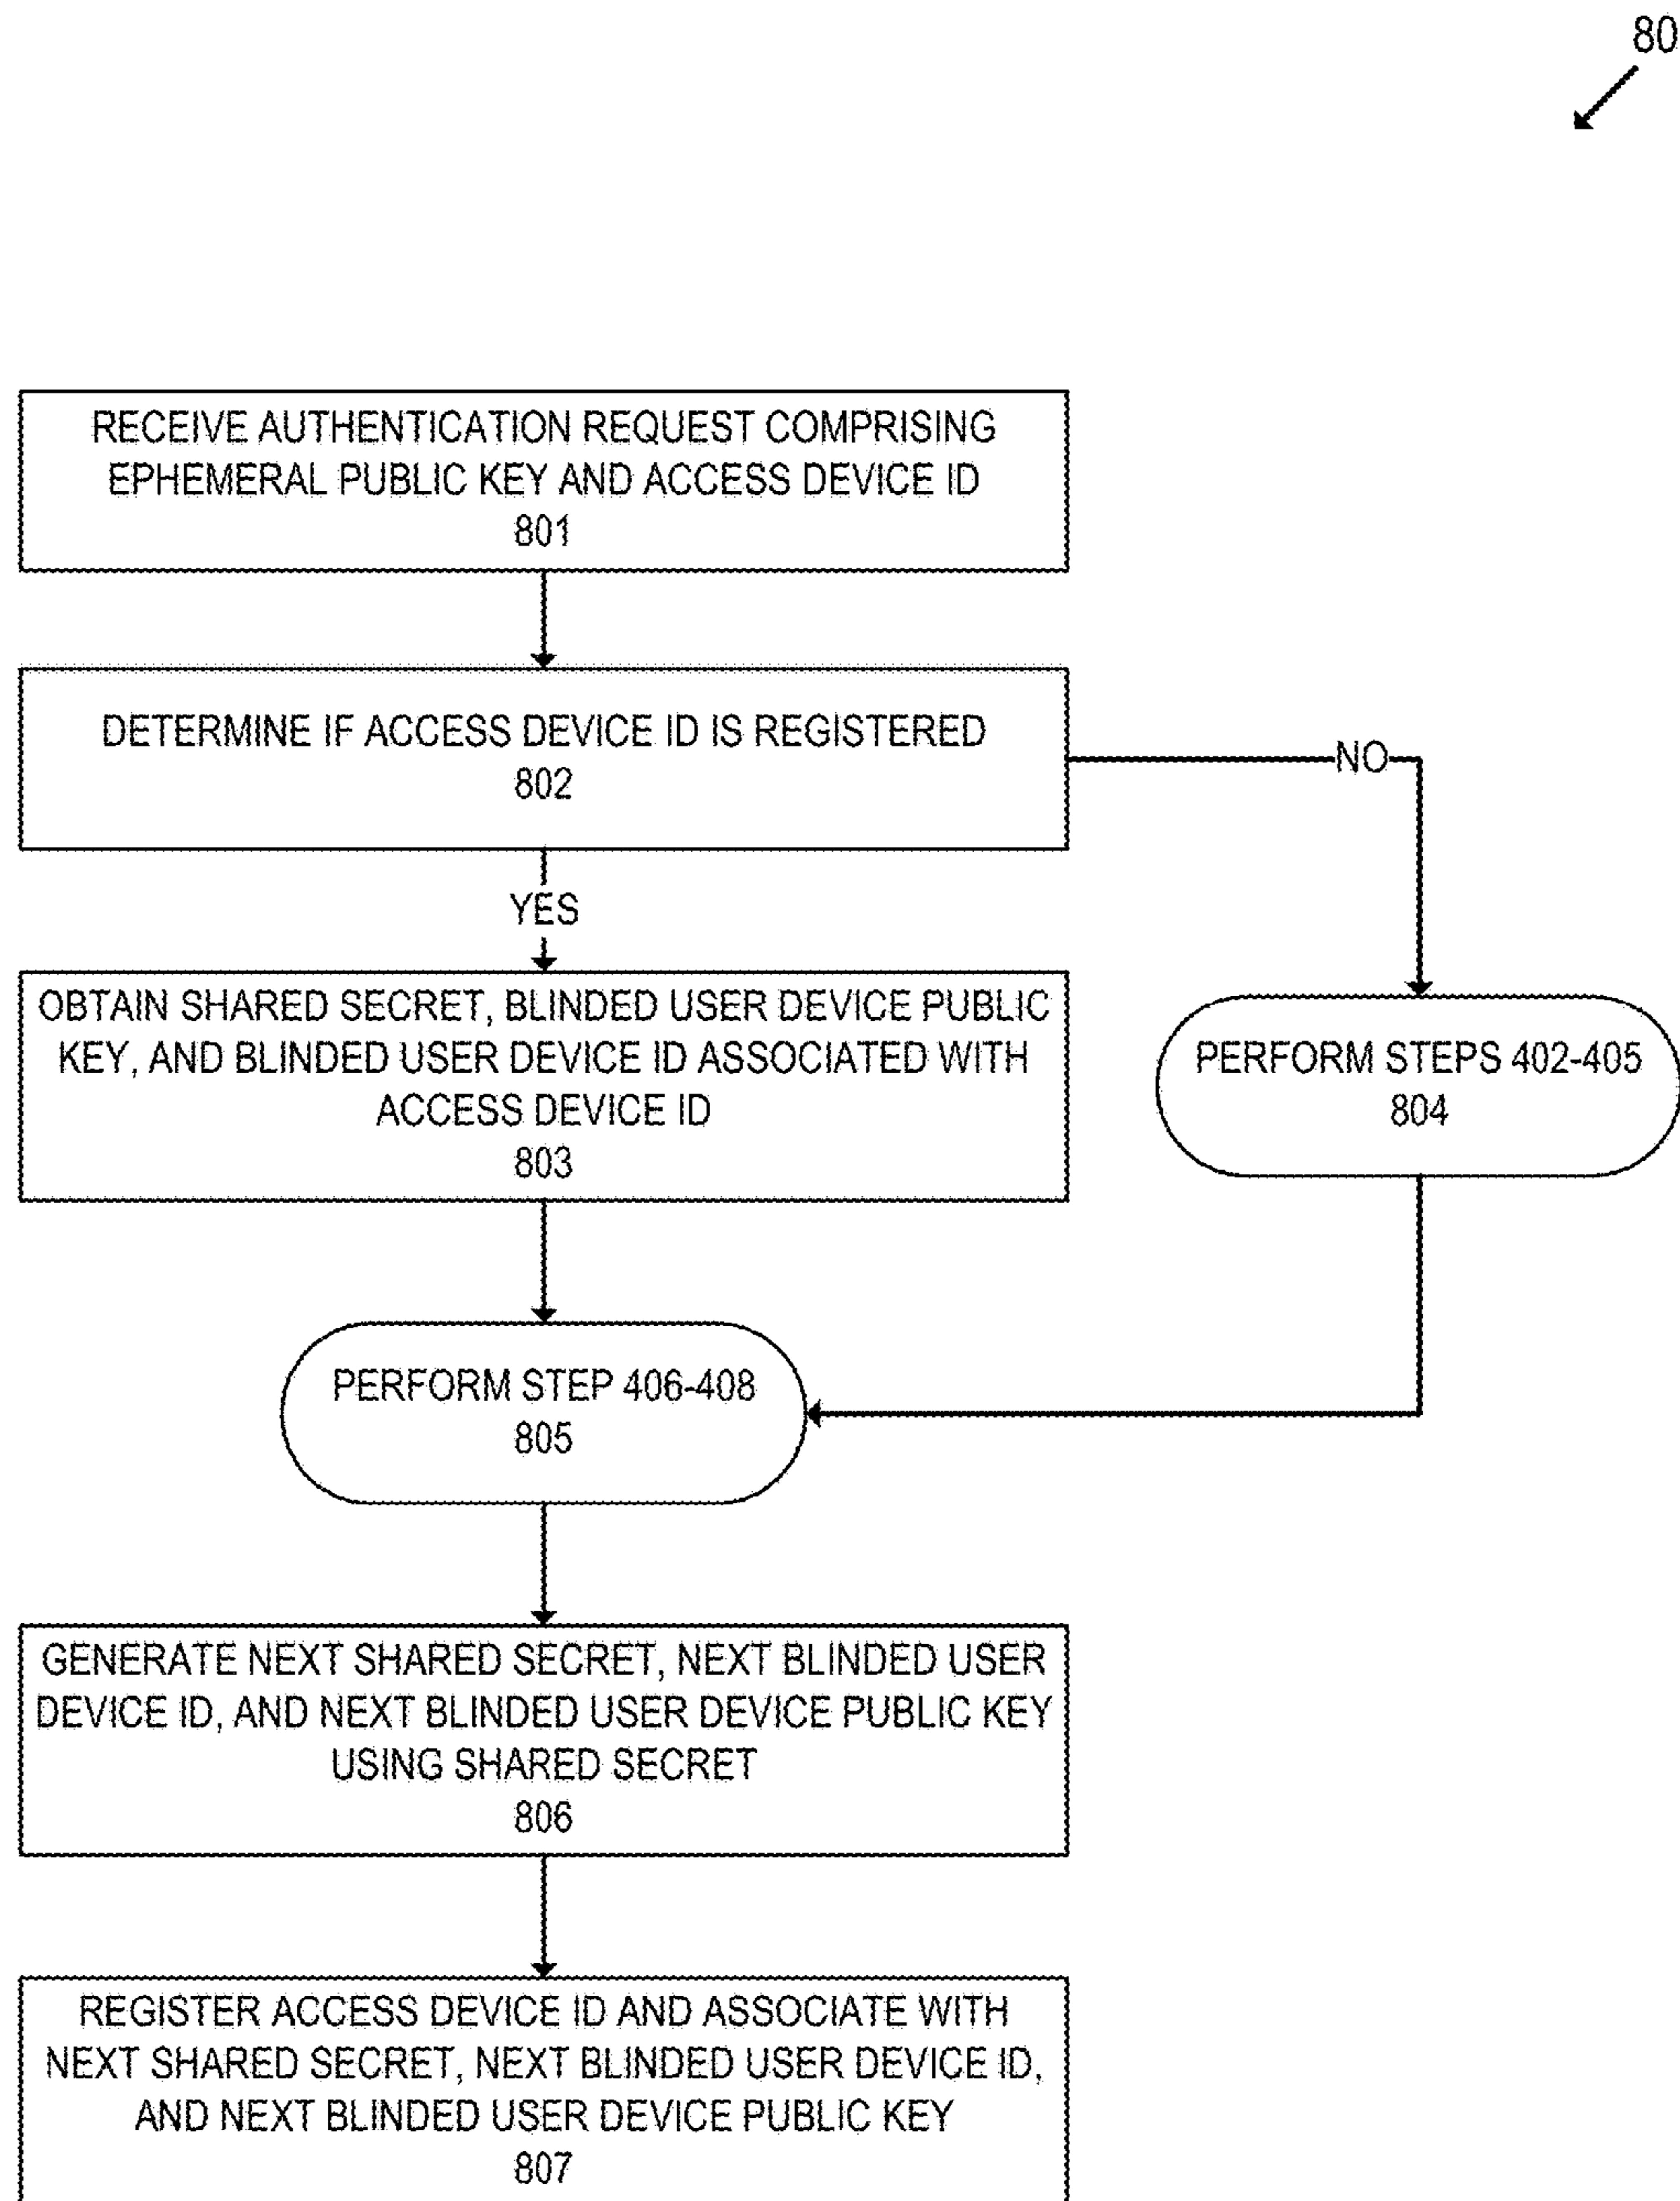 80
RECEIVE AUTHENTICATION REQUEST COMPRISING
EPHEMERAL PUBLIC KEY AND ACCESS DEVICE ID
801
DETERMINE IF ACCESS DEVICE ID IS REGISTERED
802
NO
YES
OBTAIN SHARED SECRET, BLINDED USER DEVICE PUBLIC
KEY, AND BLINDED USER DEVICE ID ASSOCIATED WITH
ACCESS DEVICE ID
803
PERFORM STEPS 402-405
804
PERFORM STEP 406-408
805
GENERATE NEXT SHARED SECRET, NEXT BLINDED USER
DEVICE ID, AND NEXT BLINDED USER DEVICE PUBLIC KEY
USING SHARED SECRET
806
REGISTER ACCESS DEVICE ID AND ASSOCIATE WITH
NEXT SHARED SECRET, NEXT BLINDED USER DEVICE ID,
AND NEXT BLINDED USER DEVICE PUBLIC KEY
807